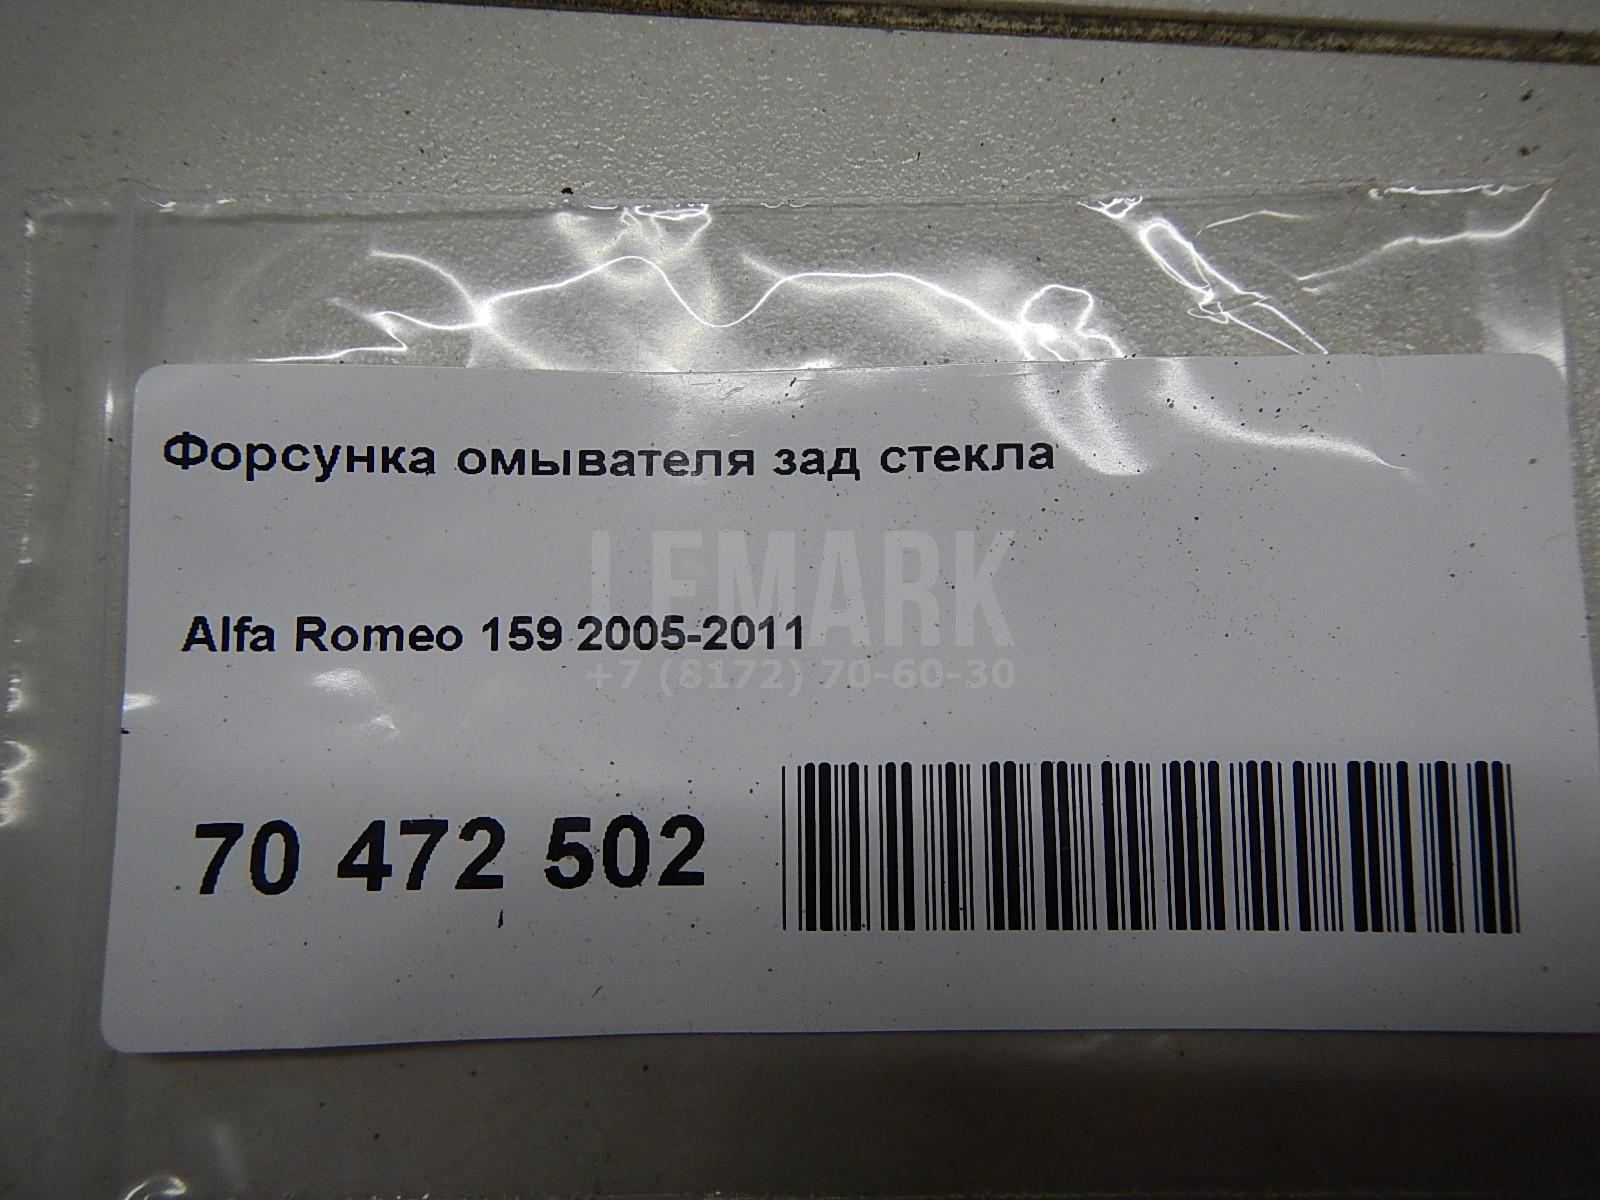 Форсунка омывателя зад стекла
LEMARK
Alfa Romeo 159 2005-2011
+7 (8172) 70-60-30
70 472 502